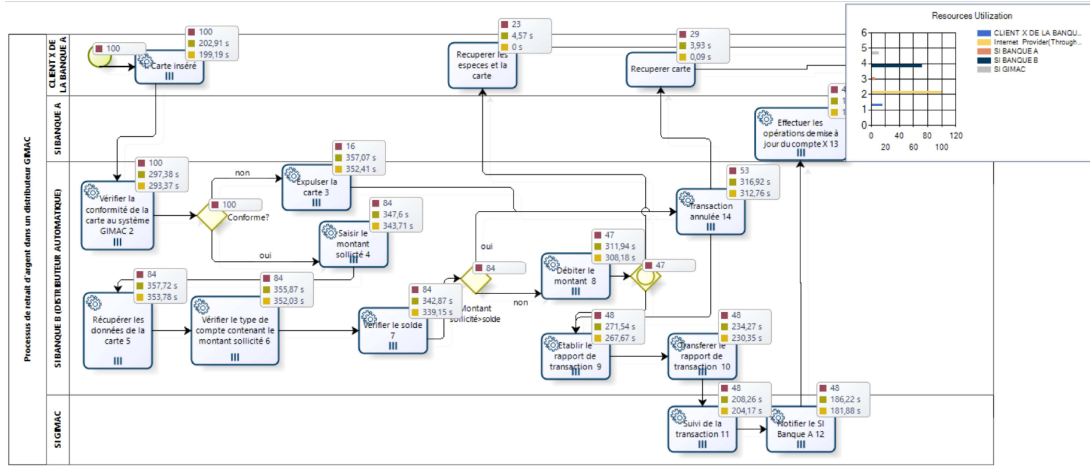 Processus de retrait d'argent dans un distributeur GIMAC
CLIENT X DE
LA BANQUE A
SI BANQUE A
SI BANQUE B (DISTRIBUTEUR AUTOMATIQUE)
SI GIMAC
100
Carte inséré
100
202,91 s
199,19 s
Recuperer les
especes et la
carte
23
4,57 s
0 s
Recuperer carte
29
3,93 s
0,09 s
Effectuer les
opérations de mise à
jour du compte X 13
Resources Utilization
6
5
4
3
2
1
0
0 40 80 120
20 60 100
CLIENT X DE LA BANQU...
Internet Provider(Through...
SI BANQUE A
SI BANQUE B
SI GIMAC
Vérifier la
conformité de la
carte au système
GIMAC 2
100
297,38 s
293,37 s
100
Conforme?
non
oui
Expulser la
carte 3
16
357,07 s
352,41 s
Saisir le
montant
sollicité 4
84
347,6 s
343,71 s
Récupérer les
données de la
carte 5
84
357,72 s
353,78 s
Vérifier le type de
compte contenant le
montant sollicité 6
84
355,87 s
352,03 s
Vérifier le solde
7
84
342,87 s
339,15 s
84
Montant
sollicité>solde
oui
non
Débiter le
montant 8
47
311,94 s
308,18 s
47
Transaction
annulée 14
53
316,92 s
312,76 s
Etablir le
rapport de
transaction 9
48
271,54 s
267,67 s
Transferer le
rapport de
transaction 10
48
234,27 s
230,35 s
Suivi de la
transaction 11
48
208,26 s
204,17 s
Notifier le SI
Banque A 12
48
186,22 s
181,88 s